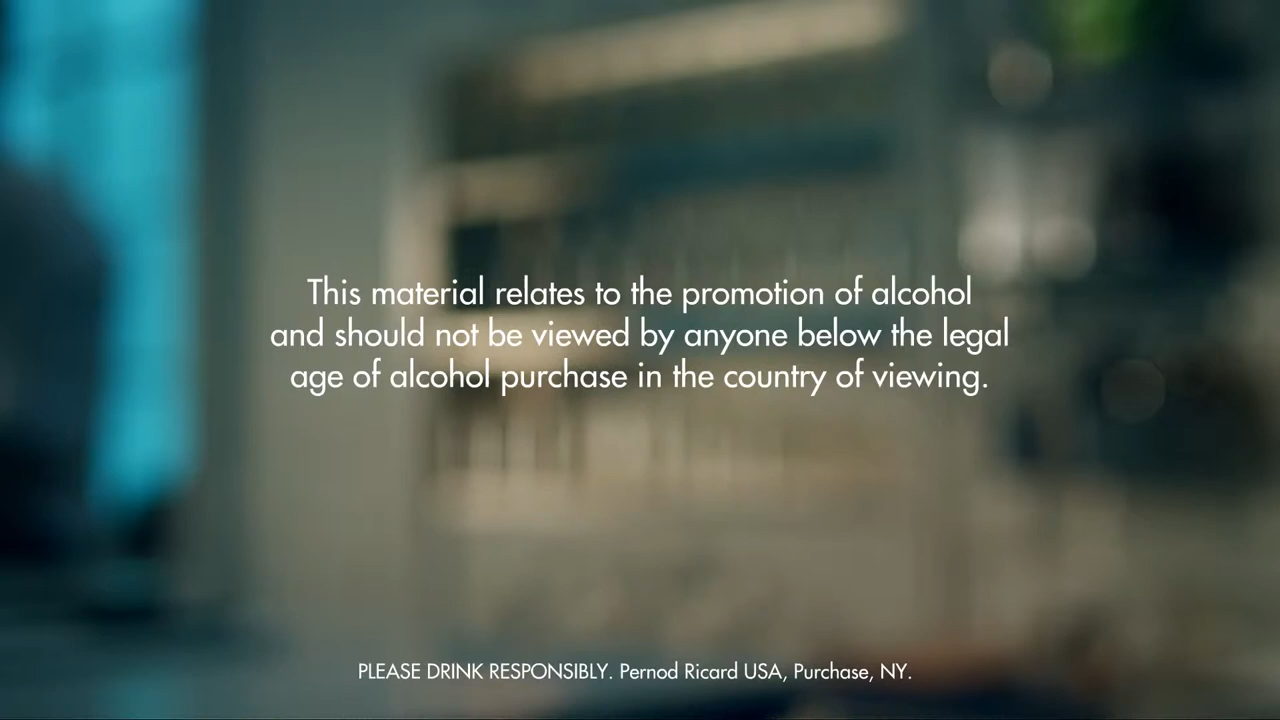 This material relates to the promotion of alcohol
and should not be viewed by anyone below the legal
age of alcohol purchase in the country of viewing.
PLEASE DRINK RESPONSIBLY. Pernod Ricard USA, Purchase, NY.